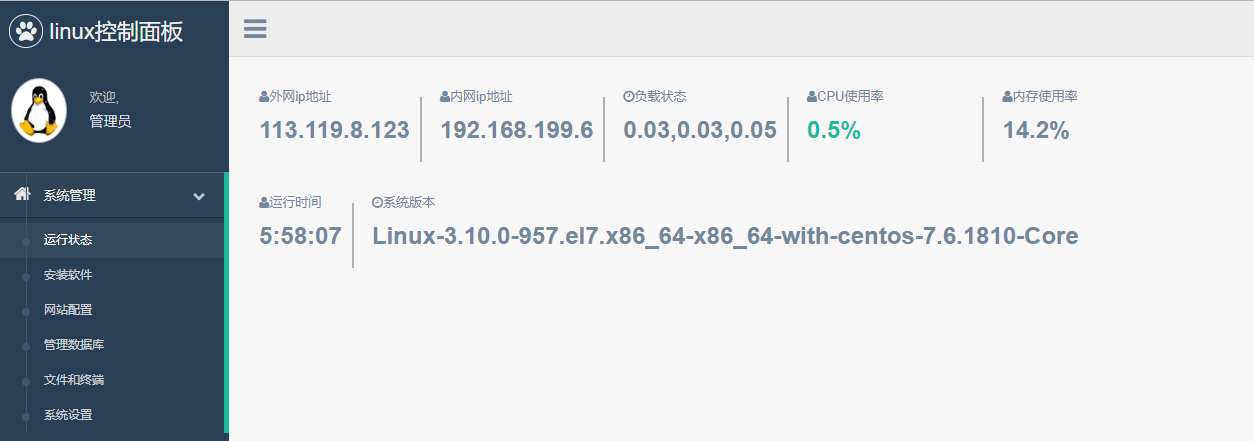 linux控制面板
欢迎,
管理员
系统管理
运行状态
安装软件
网站配置
管理数据库
文件和终端
系统设置
外网ip地址
113.119.8.123
内网ip地址
192.168.199.6
负载状态
0.03,0.03,0.05
CPU使用率
0.5%
内存使用率
14.2%
运行时间
5:58:07
系统版本
Linux-3.10.0-957.el7.x86_64-x86_64-with-centos-7.6.1810-Core